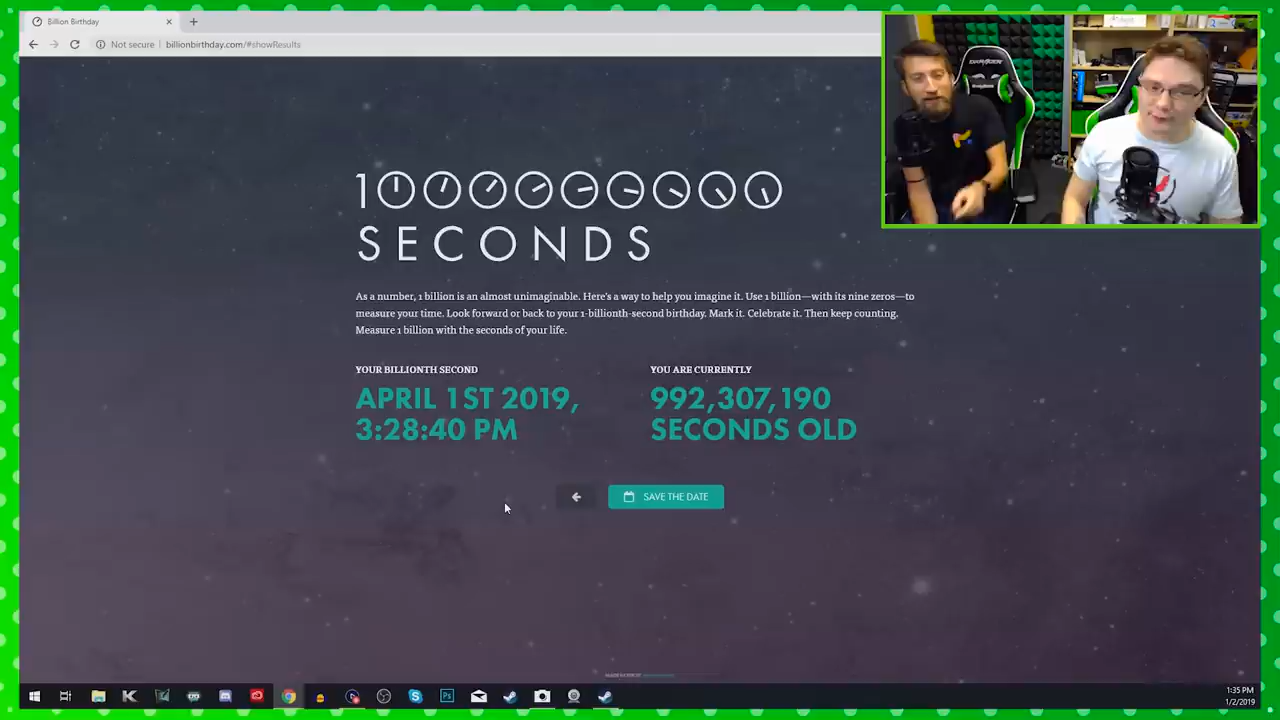 Billion Birthday
Not secure | billionbirthday.com/#showResults
1000000000
SECONDS
As a number, 1 billion is an almost unimaginable. Here's a way to help you imagine it. Use 1 billion—with its nine zeros—to
measure your time. Look forward or back to your 1-billionth-second birthday. Mark it. Celebrate it. Then keep counting.
Measure 1 billion with the seconds of your life.
YOUR BILLIONTH SECOND
APRIL 1ST 2019,
3:28:40 PM
YOU ARE CURRENTLY
992,307,190
SECONDS OLD
SAVE THE DATE
1:35 PM
1/2/2019